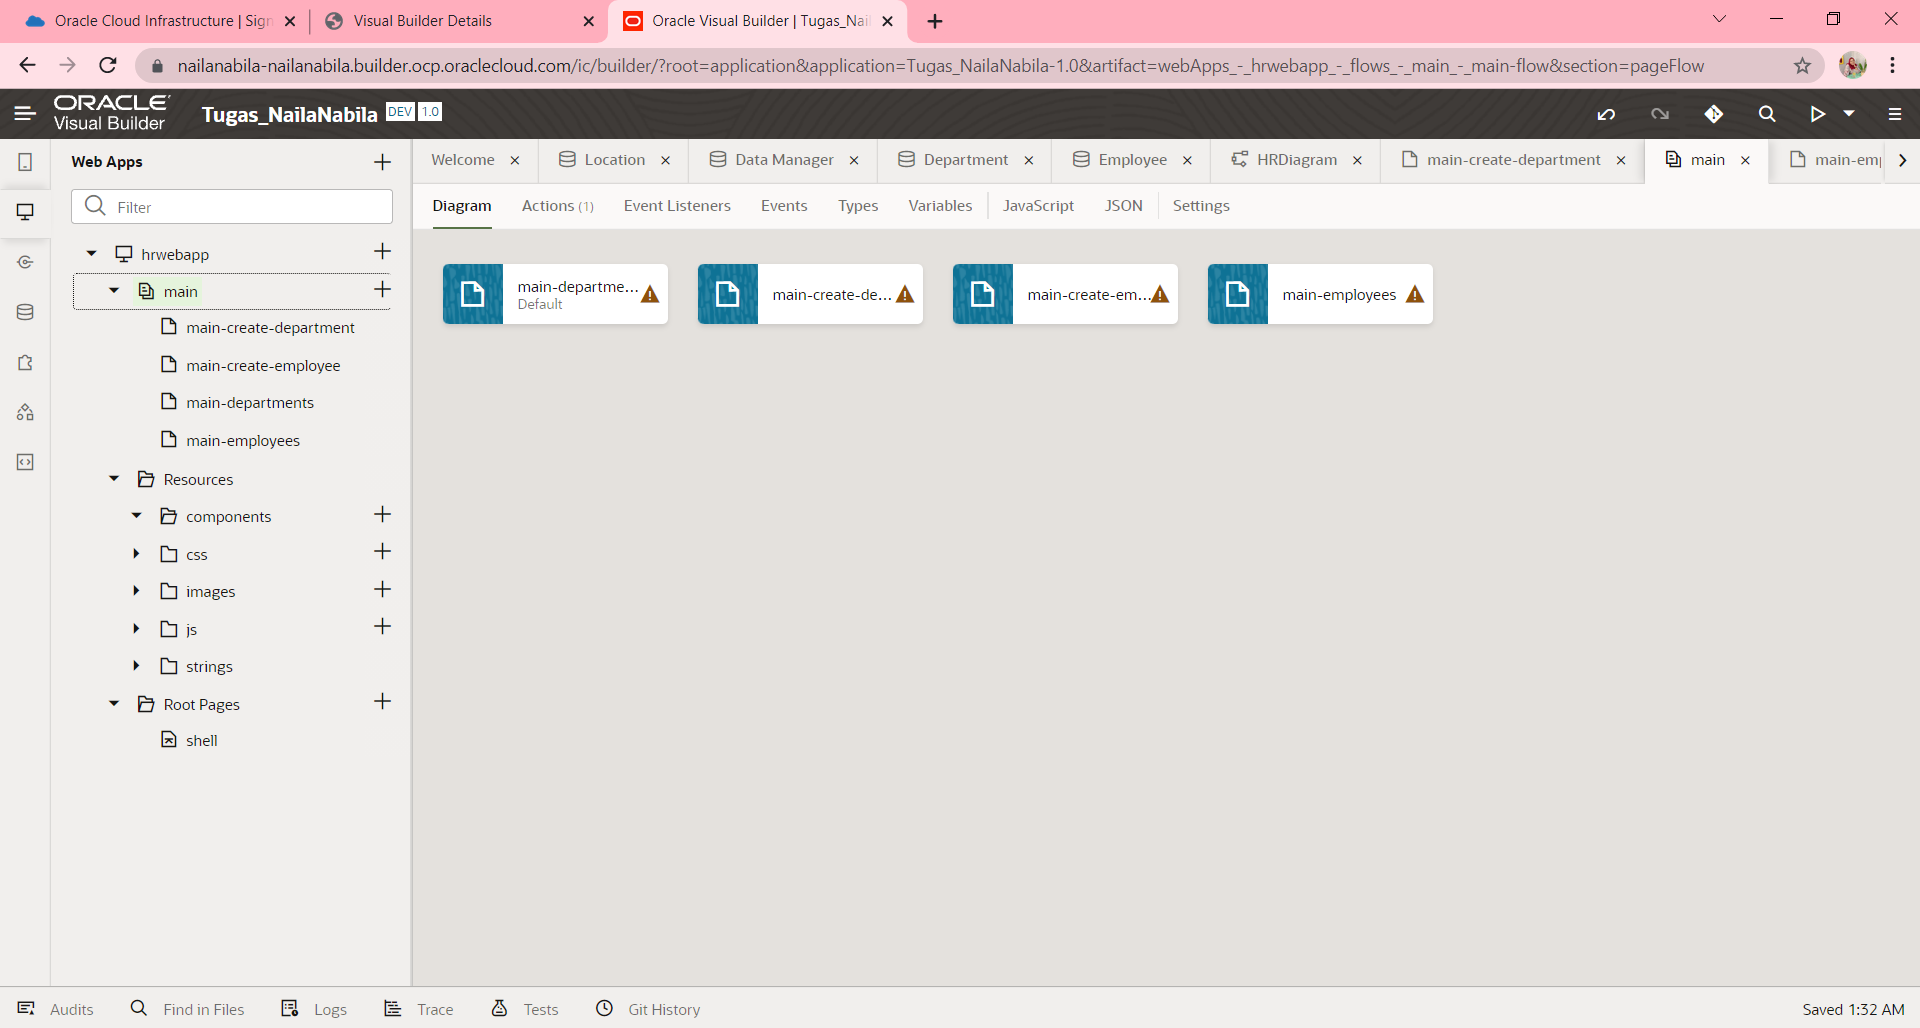 Oracle Cloud Infrastructure | Sign
Visual Builder Details
Oracle Visual Builder | Tugas_Nail
nailanabila-nailanabila.builder.ocp.oraclecloud.com/ic/builder/?root=application&application=Tugas_NailaNabila-1.0&artifact=webApps_-_hrwebapp_-_flows_-_main_-_main-flow&section=pageFlow
ORACLE
Visual Builder
Tugas_NailaNabila DEV 1.0
Web Apps
Filter
hrwebapp
main
main-create-department
main-create-employee
main-departments
main-employees
Resources
components
css
images
js
strings
Root Pages
shell
Welcome
Location
Data Manager
Department
Employee
HRDiagram
main-create-department
main
main-emp
Diagram
Actions (1)
Event Listeners
Events
Types
Variables
JavaScript
JSON
Settings
main-departme...
Default
main-create-de...
main-create-em...
main-employees
Audits
Find in Files
Logs
Trace
Tests
Git History
Saved 1:32 AM